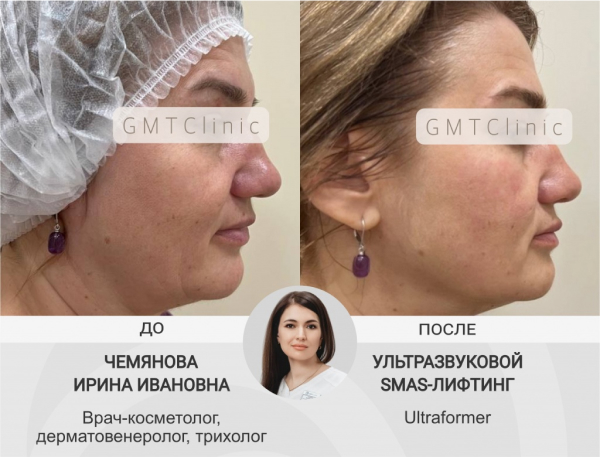 GMTClinic
GMTClinic
ДО
ПОСЛЕ
ЧЕМЯНОВА
ИРИНА ИВАНОВНА
Врач-косметолог,
дерматовенеролог, трихолог
УЛЬТРАЗВУКОВОЙ
SMAS-ЛИФТИНГ
Ultraformer